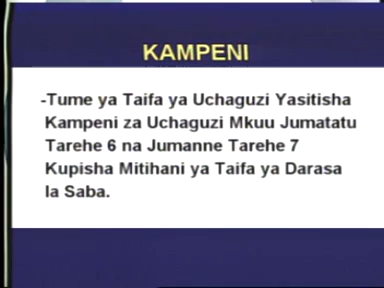 KAMPENI
-Tume ya Taifa ya Uchaguzi Yasitisha
Kampeni za Uchaguzi Mkuu Jumatatu
Tarehe 6 na Jumanne Tarehe 7
Kupisha Mitihani ya Taifa ya Darasa
la Saba.